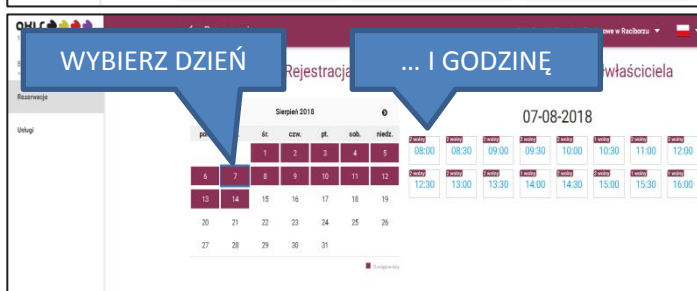 WYBIERZ DZIEŃ
... I GODZINĘ
owe w Raciborzu
Rejestracja
właściciela
Rezerwacje
Usługi
Sierpień 2018
07-08-2018
śr. czw. pt. sob. niedz.
1 2 3 4 5
6 7 8 9 10 11 12
13 14 15 16 17 18 19
20 21 22 23 24 25 26
27 28 29 30 31
08:00 08:30 09:00 09:30 10:00 10:30 11:00 12:00
12:30 13:00 13:30 14:00 14:30 15:00 15:30 16:00